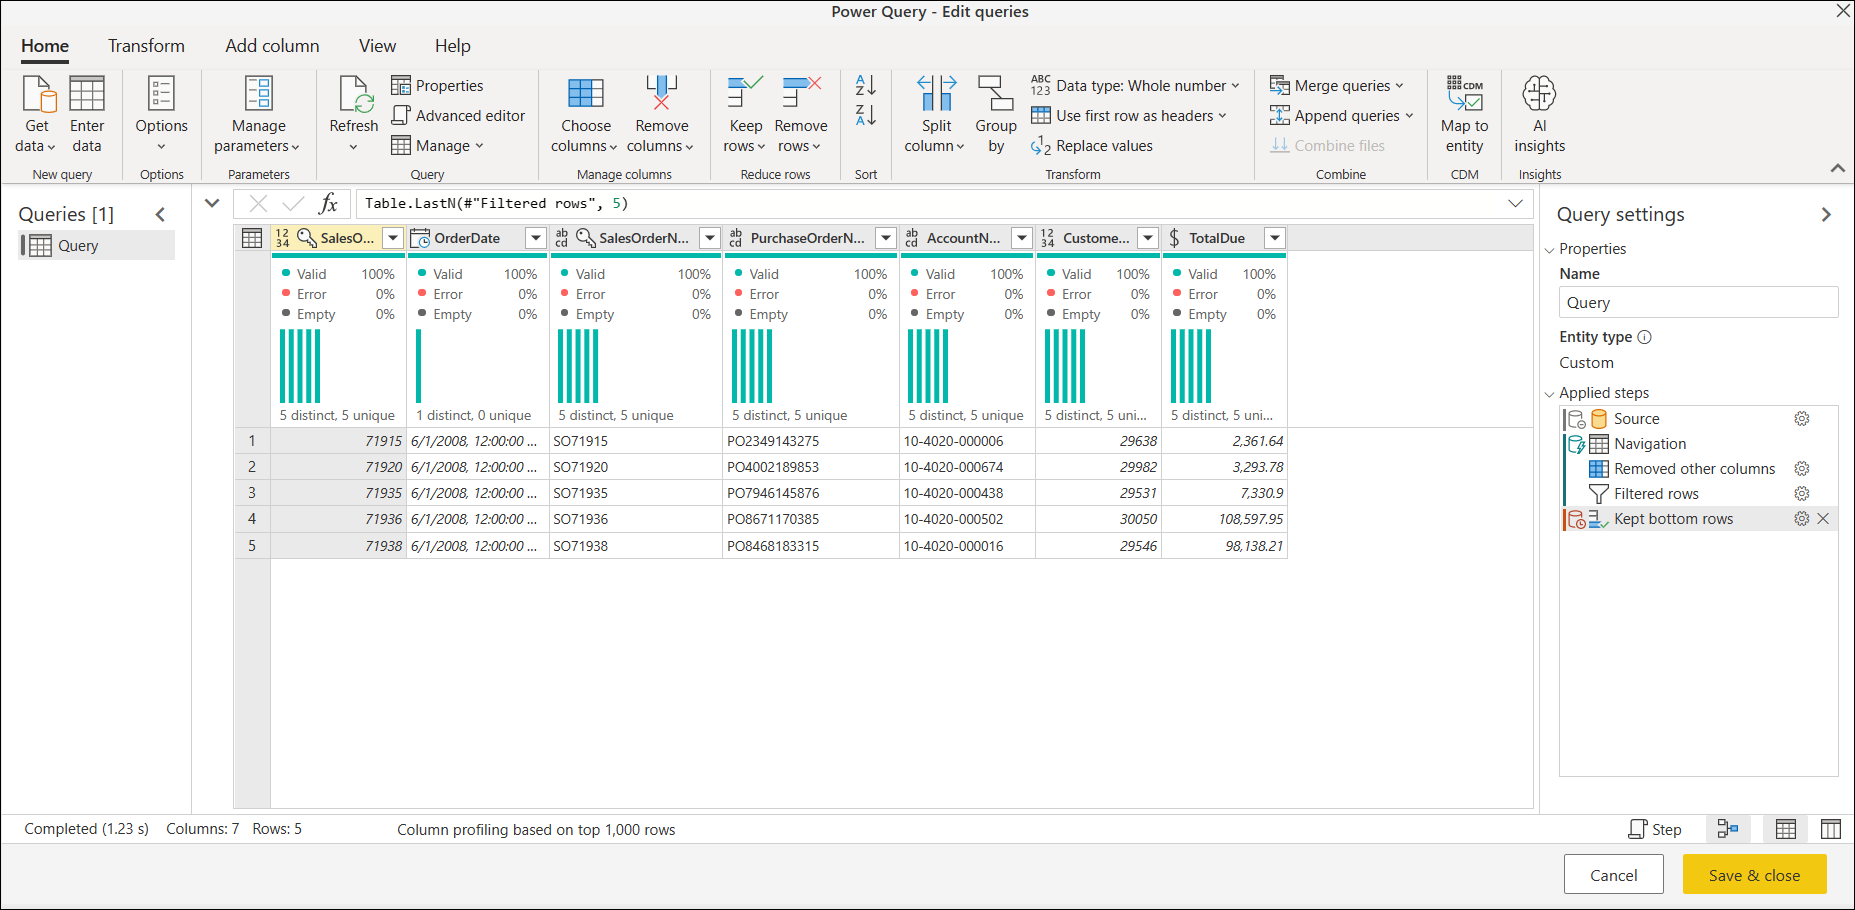 Power Query - Edit queries
Home Transform Add column View Help
Get data
Enter data
New query
Options
Options
Manage parameters
Parameters
Refresh
Properties
Advanced editor
Manage
Query
Choose columns
Remove columns
Manage columns
Keep rows
Remove rows
Reduce rows
A Z
Z A
Sort
Split column
Group by
ABC 123 Data type: Whole number
Use first row as headers
1 2 Replace values
Transform
Merge queries
Append queries
Combine files
Combine
CDM
Map to entity
CDM
AI insights
Insights
Queries [1]
Query
fx Table.LastN(#"Filtered rows", 5)
12 34 SalesO... OrderDate ab cd SalesOrderN... ab cd PurchaseOrderN... ab cd AccountN... 12 34 Custome... $ TotalDue
Valid 100% Valid 100% Valid 100% Valid 100% Valid 100% Valid 100% Valid 100%
Error 0% Error 0% Error 0% Error 0% Error 0% Error 0% Error 0%
Empty 0% Empty 0% Empty 0% Empty 0% Empty 0% Empty 0% Empty 0%
5 distinct, 5 unique 1 distinct, 0 unique 5 distinct, 5 unique 5 distinct, 5 unique 5 distinct, 5 unique 5 distinct, 5 uni... 5 distinct, 5 uni...
1 71915 6/1/2008, 12:00:00 ... SO71915 PO2349143275 10-4020-000006 29638 2,361.64
2 71920 6/1/2008, 12:00:00 ... SO71920 PO4002189853 10-4020-000674 29982 3,293.78
3 71935 6/1/2008, 12:00:00 ... SO71935 PO7946145876 10-4020-000438 29531 7,330.9
4 71936 6/1/2008, 12:00:00 ... SO71936 PO8671170385 10-4020-000502 30050 108,597.95
5 71938 6/1/2008, 12:00:00 ... SO71938 PO8468183315 10-4020-000016 29546 98,138.21
Query settings
Properties
Name
Query
Entity type
Custom
Applied steps
Source
Navigation
Removed other columns
Filtered rows
Kept bottom rows
Completed (1.23 s) Columns: 7 Rows: 5 Column profiling based on top 1,000 rows
Step
Cancel Save & close